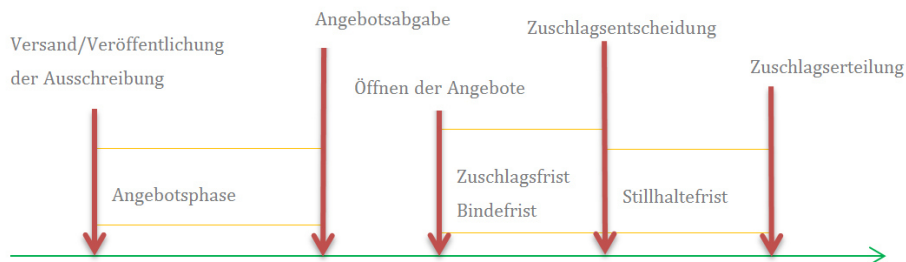 Versand/Veröffentlichung
der Ausschreibung
Angebotsabgabe
Öffnen der Angebote
Zuschlagsentscheidung
Zuschlagserteilung
Angebotsphase
Zuschlagsfrist
Bindefrist
Stillhaltefrist